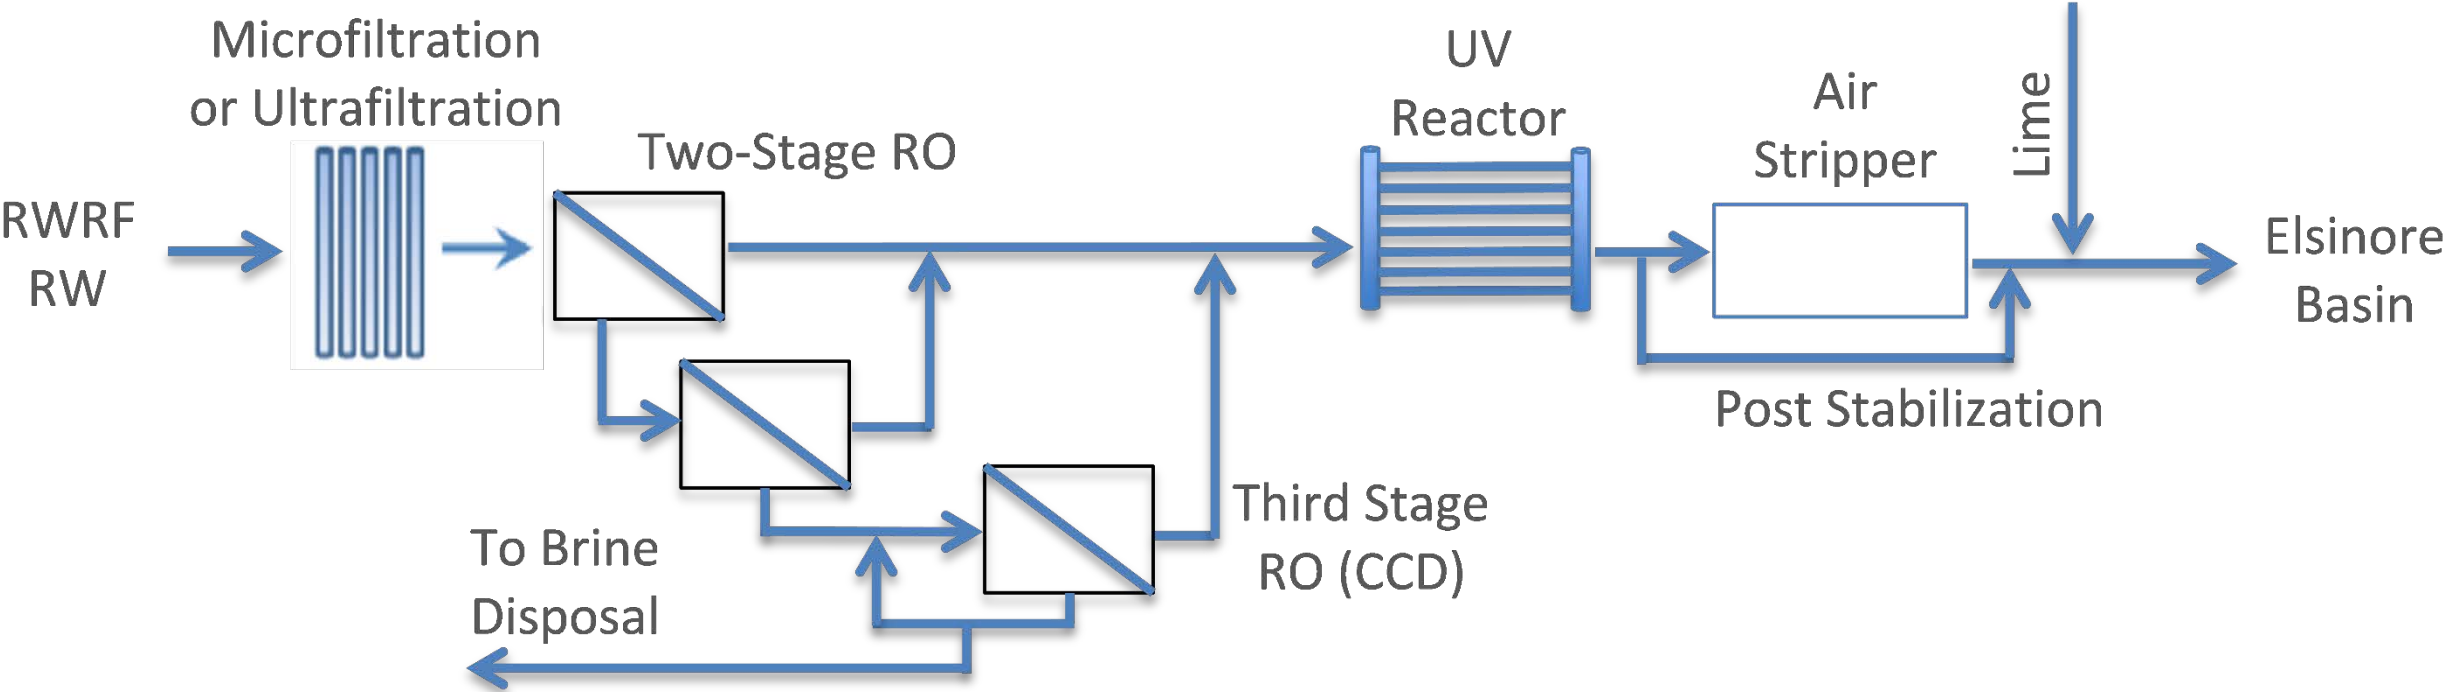 Microfiltration
or Ultrafiltration
RWRF
RW
Two-Stage RO
To Brine
Disposal
Third Stage
RO (CCD)
UV
Reactor
Air
Stripper
Lime
Post Stabilization
Elsinore
Basin